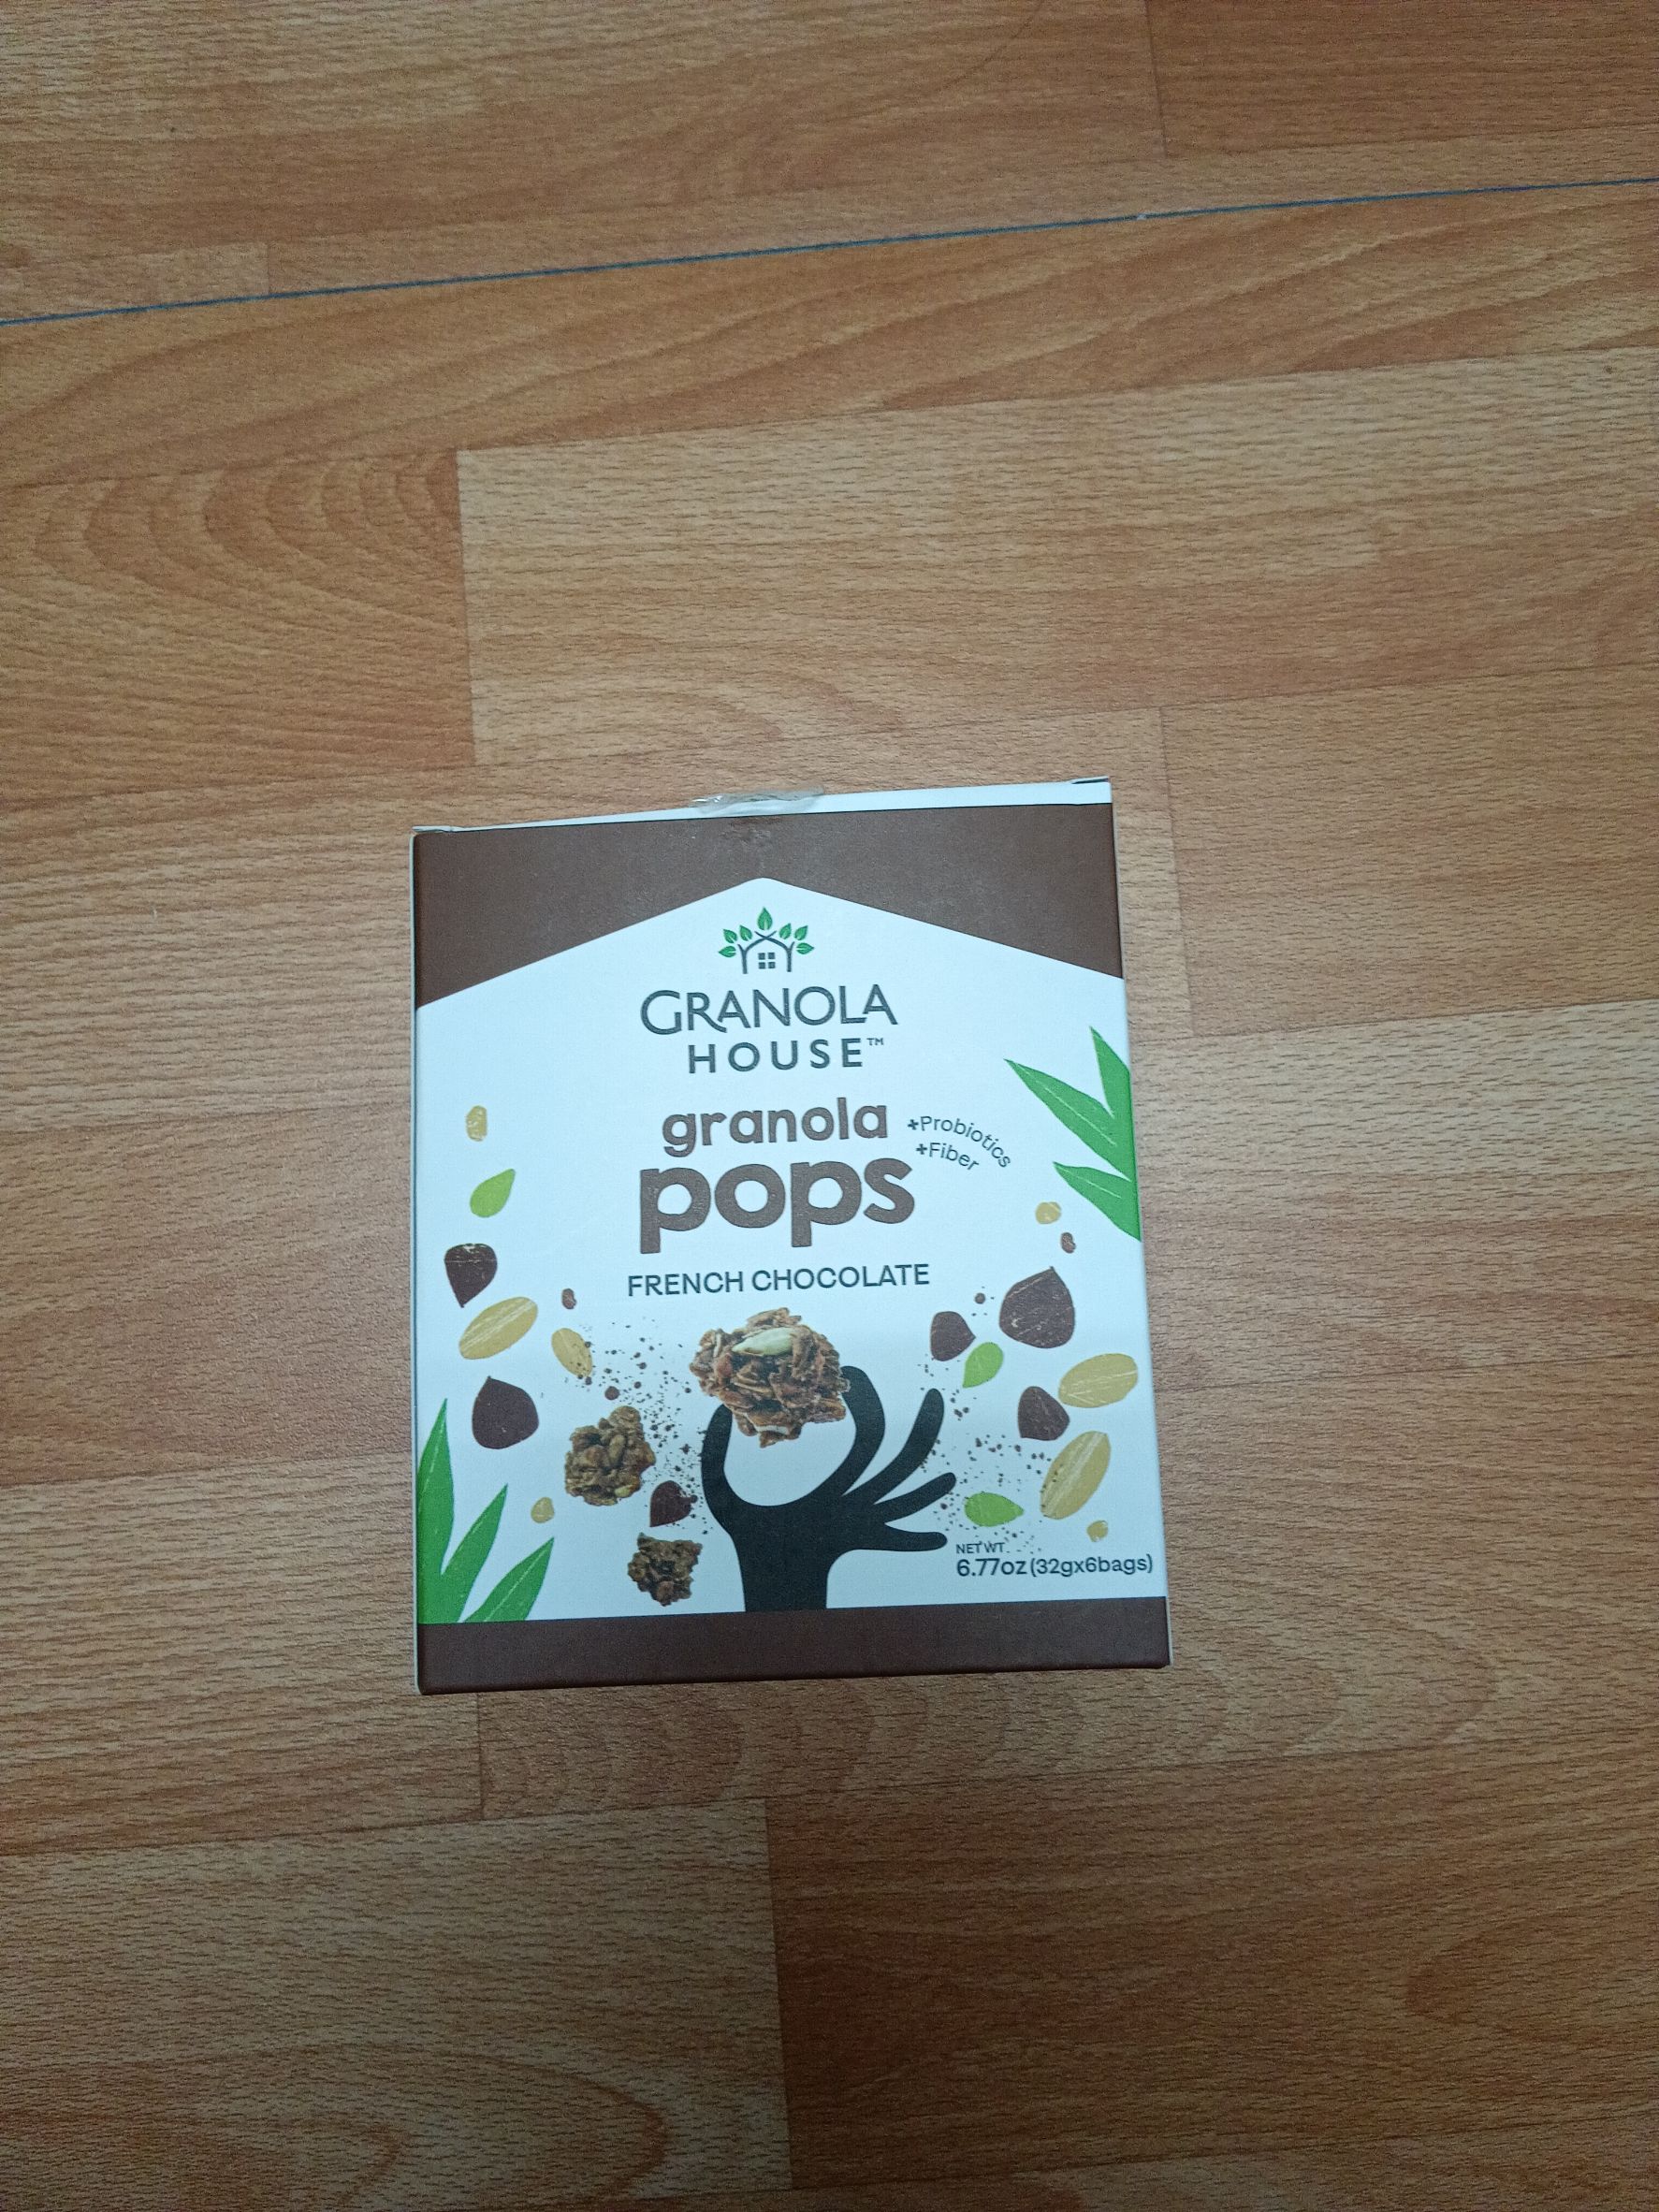 GRANOLA
HOUSE™
granola
pops
+Probiotics
+Fiber
FRENCH CHOCOLATE
NET WT.
6.77oz (32gx6bags)